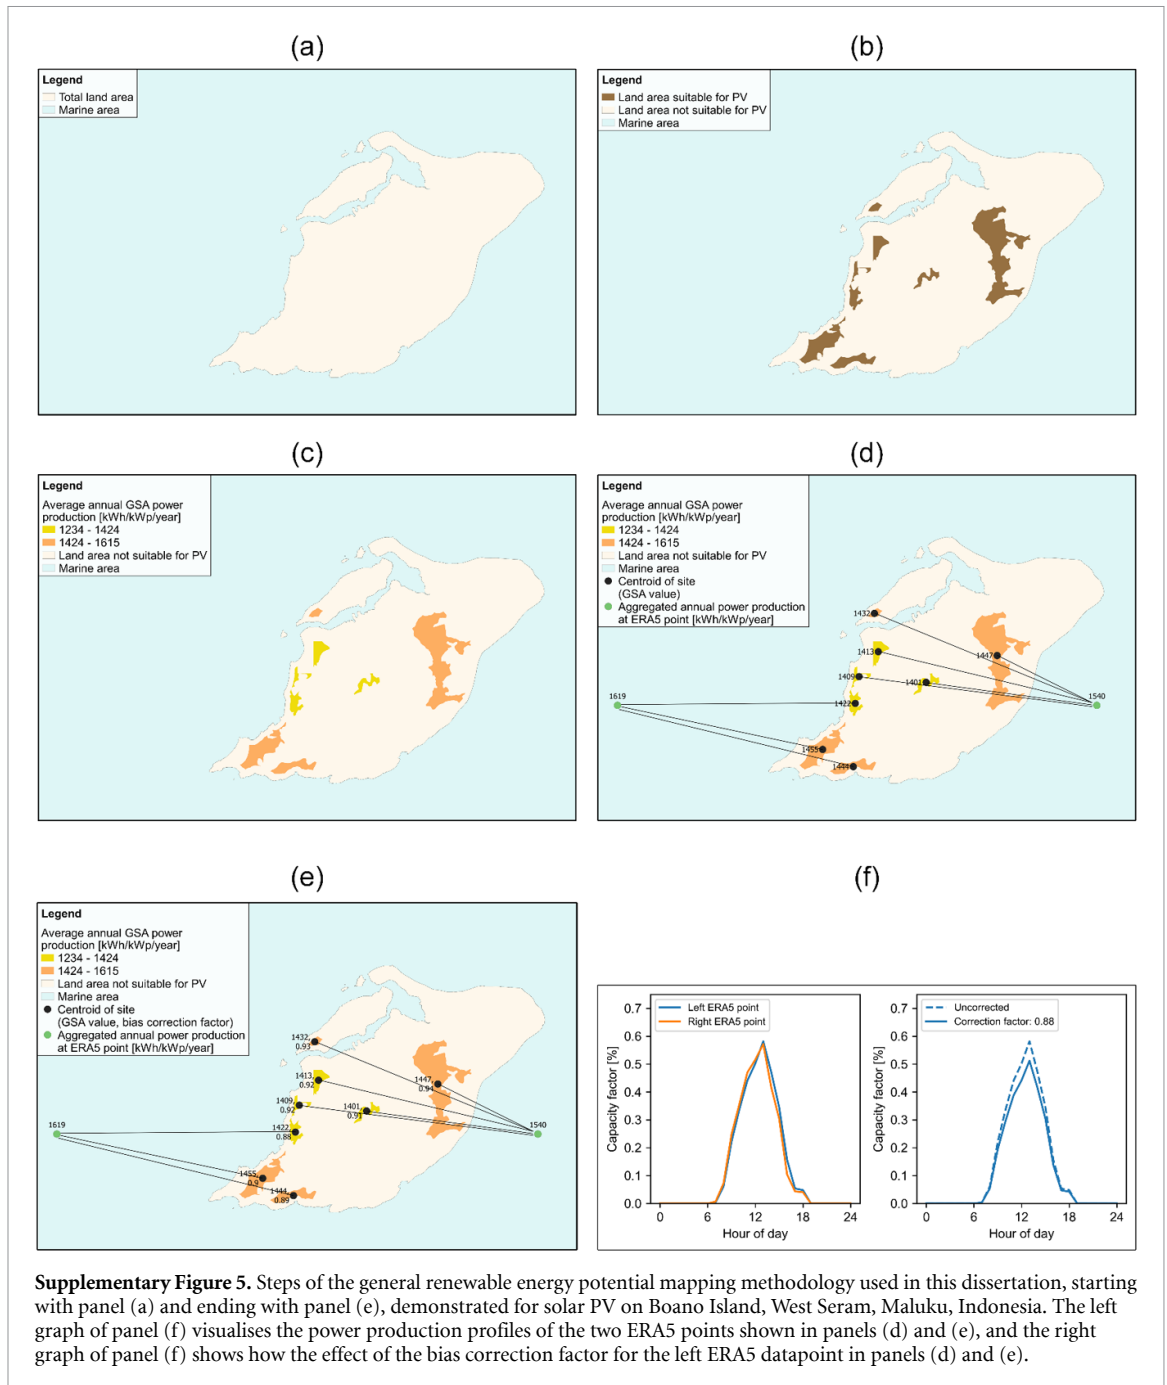 (a)
Legend
Total land area
Marine area
(b)
Legend
Land area suitable for PV
Land area not suitable for PV
Marine area
(c)
Legend
Average annual GSA power
production [kWh/kWp/year]
1234 - 1424
1424 - 1615
Land area not suitable for PV
Marine area
(d)
Legend
Average annual GSA power
production [kWh/kWp/year]
1234 - 1424
1424 - 1615
Land area not suitable for PV
Marine area
Centroid of site
(GSA value)
Aggregated annual power production
at ERA5 point [kWh/kWp/year]
1432
1413
1447
1409
1401
1619
1422
1540
1455
1444
(e)
Legend
Average annual GSA power
production [kWh/kWp/year]
1234 - 1424
1424 - 1615
Land area not suitable for PV
Marine area
Centroid of site
(GSA value, bias correction factor)
Aggregated annual power production
at ERA5 point [kWh/kWp/year]
1432,
0.93
1413,
0.92
1447,
0.94
1409,
0.92
1401,
0.91
1619
1422,
0.88
1540
1455,
0.9
1444,
0.89
(f)
Left ERA5 point
Right ERA5 point
Capacity factor [%]
0.7
0.6
0.5
0.4
0.3
0.2
0.1
0.0
0 6 12 18 24
Hour of day
Uncorrected
Correction factor: 0.88
Capacity factor [%]
0.7
0.6
0.5
0.4
0.3
0.2
0.1
0.0
0 6 12 18 24
Hour of day
Supplementary Figure 5. Steps of the general renewable energy potential mapping methodology used in this dissertation, starting
with panel (a) and ending with panel (e), demonstrated for solar PV on Boano Island, West Seram, Maluku, Indonesia. The left
graph of panel (f) visualises the power production profiles of the two ERA5 points shown in panels (d) and (e), and the right
graph of panel (f) shows how the effect of the bias correction factor for the left ERA5 datapoint in panels (d) and (e).